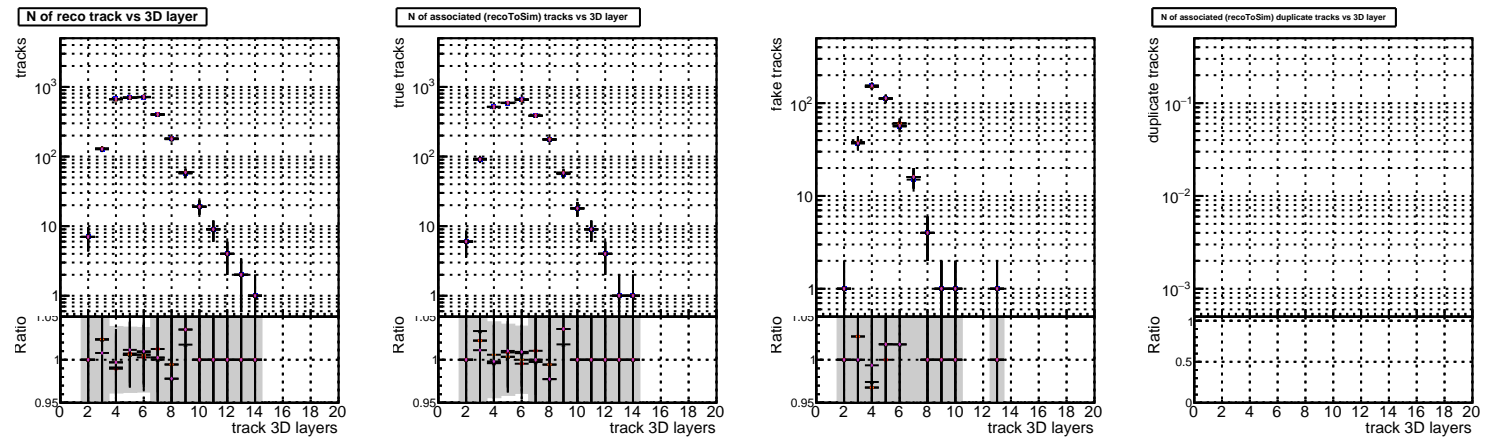 N of reco track vs 3D layer
tracks
10³
10²
10
1
Ratio
1.05
1
0.95
0 2 4 6 8 10 12 14 16 18 20
track 3D layers
N of associated (recoToSim) tracks vs 3D layer
true tracks
10³
10²
10
1
Ratio
1.05
1
0.95
0 2 4 6 8 10 12 14 16 18 20
track 3D layers
fake tracks
10²
10
1
Ratio
1.05
1
0.95
0 2 4 6 8 10 12 14 16 18 20
track 3D layers
N of associated (recoToSim) duplicate tracks vs 3D layer
duplicate tracks
10⁻¹
10⁻²
10⁻³
Ratio
1
0.5
0
0 2 4 6 8 10 12 14 16 18 20
track 3D layers